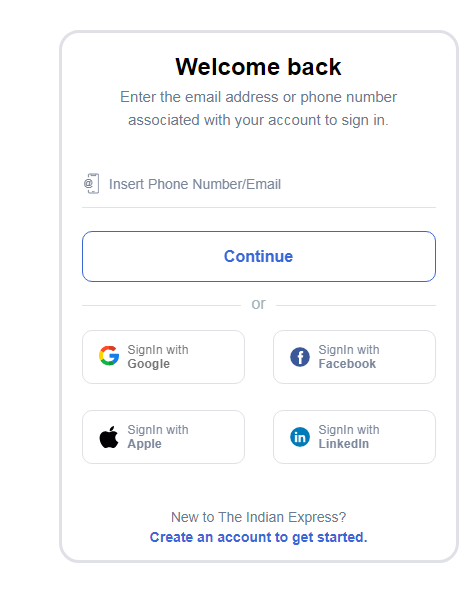 Welcome back
Enter the email address or phone number
associated with your account to sign in.
@ Insert Phone Number/Email
Continue
or
SignIn with
Google
SignIn with
Facebook
SignIn with
Apple
SignIn with
LinkedIn
New to The Indian Express?
Create an account to get started.